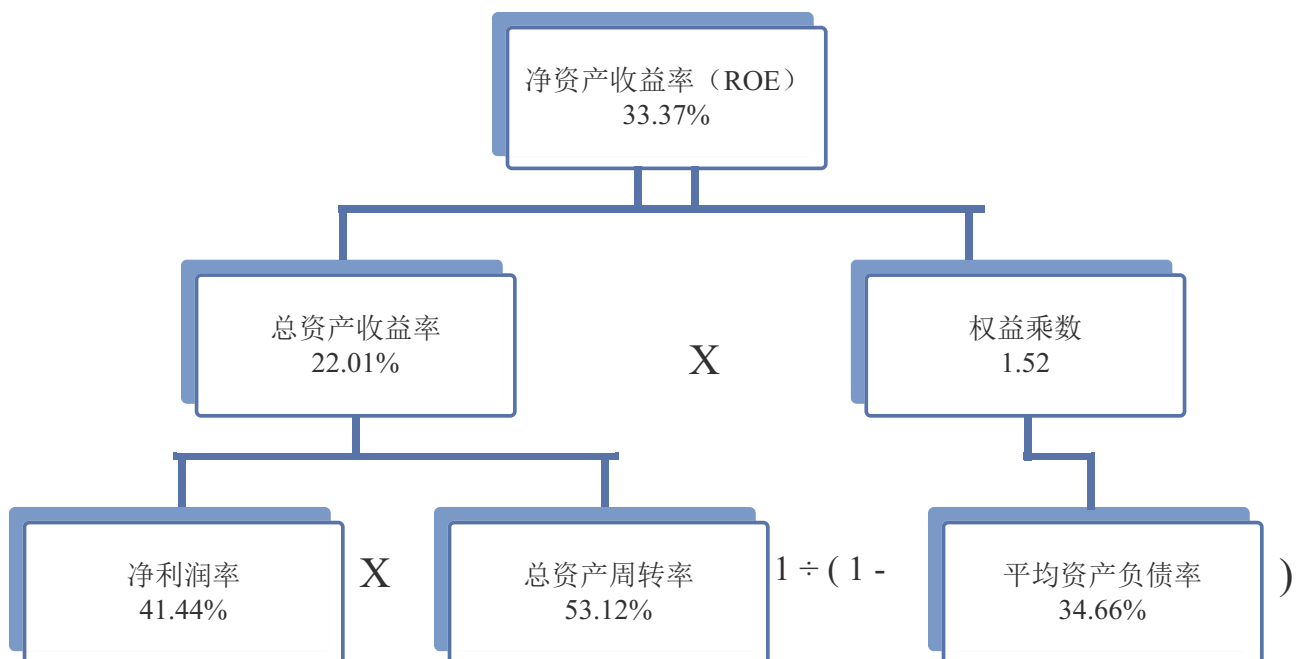 净资产收益率（ROE）
33.37%
总资产收益率
22.01%
X
权益乘数
1.52
净利润率
41.44%
X
总资产周转率
53.12%
1 ÷ ( 1 -
平均资产负债率
34.66%
)